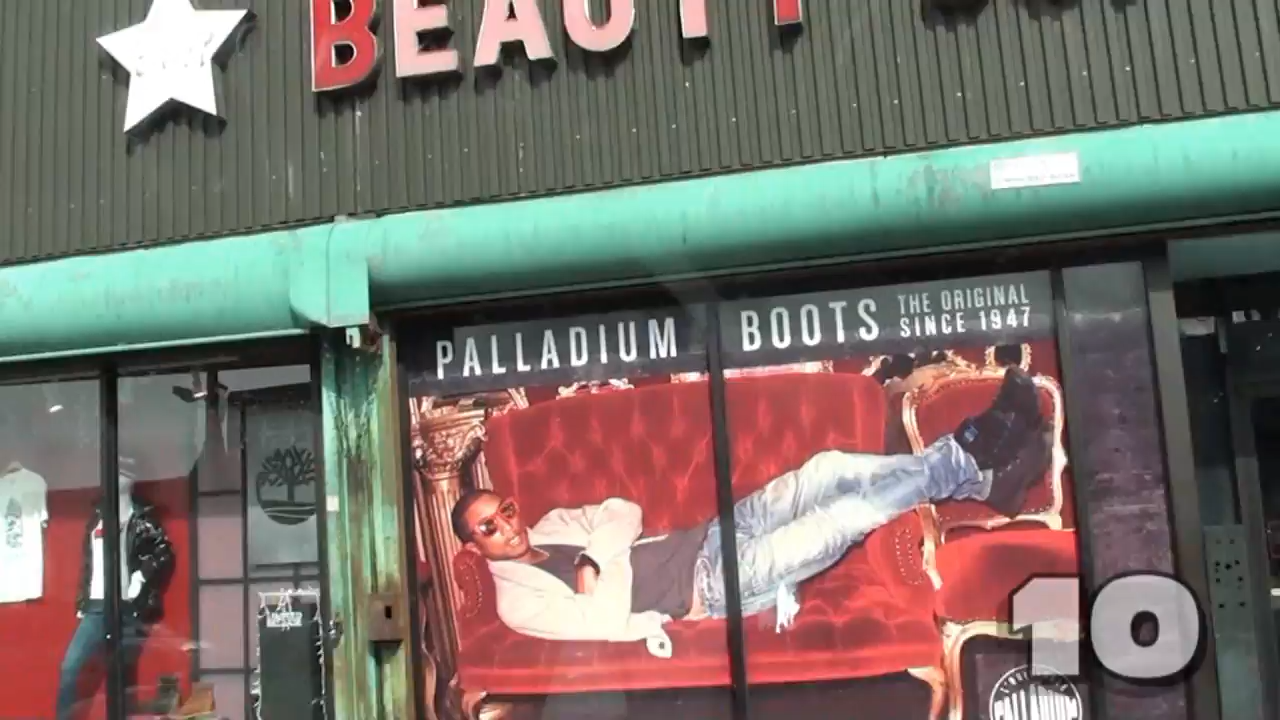 BEAUTY
PALLADIUM BOOTS THE ORIGINAL
SINCE 1947
10
PALLADIUM